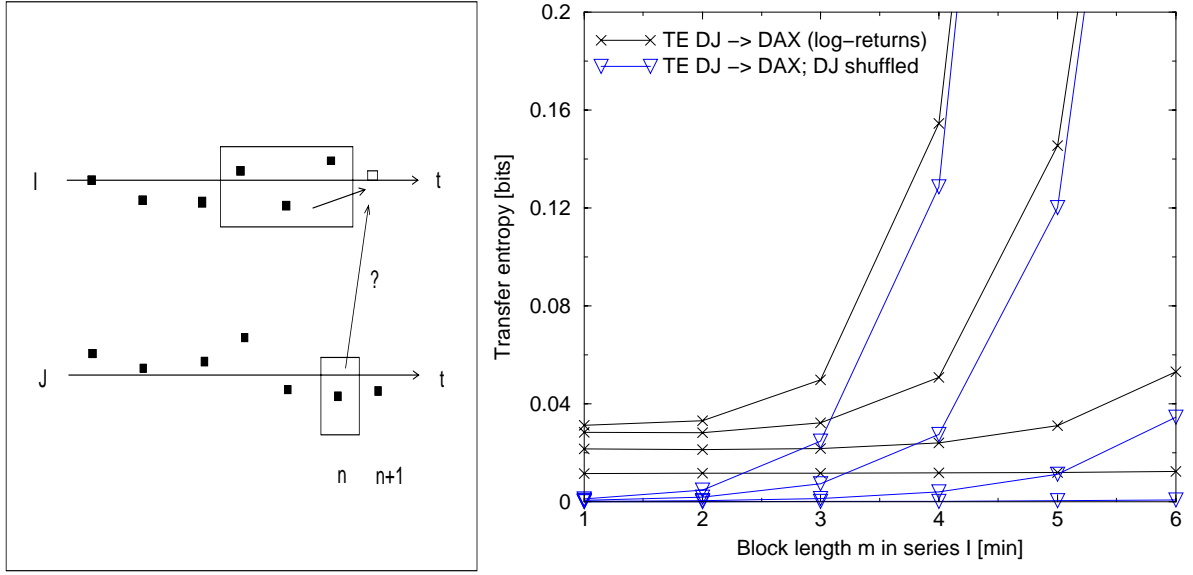 I
t
?
J
t
n
n+1
TE DJ −> DAX (log−returns)
TE DJ −> DAX; DJ shuffled
Transfer entropy [bits]
0.2
0.16
0.12
0.08
0.04
0
1 2 3 4 5 6
Block length m in series I [min]